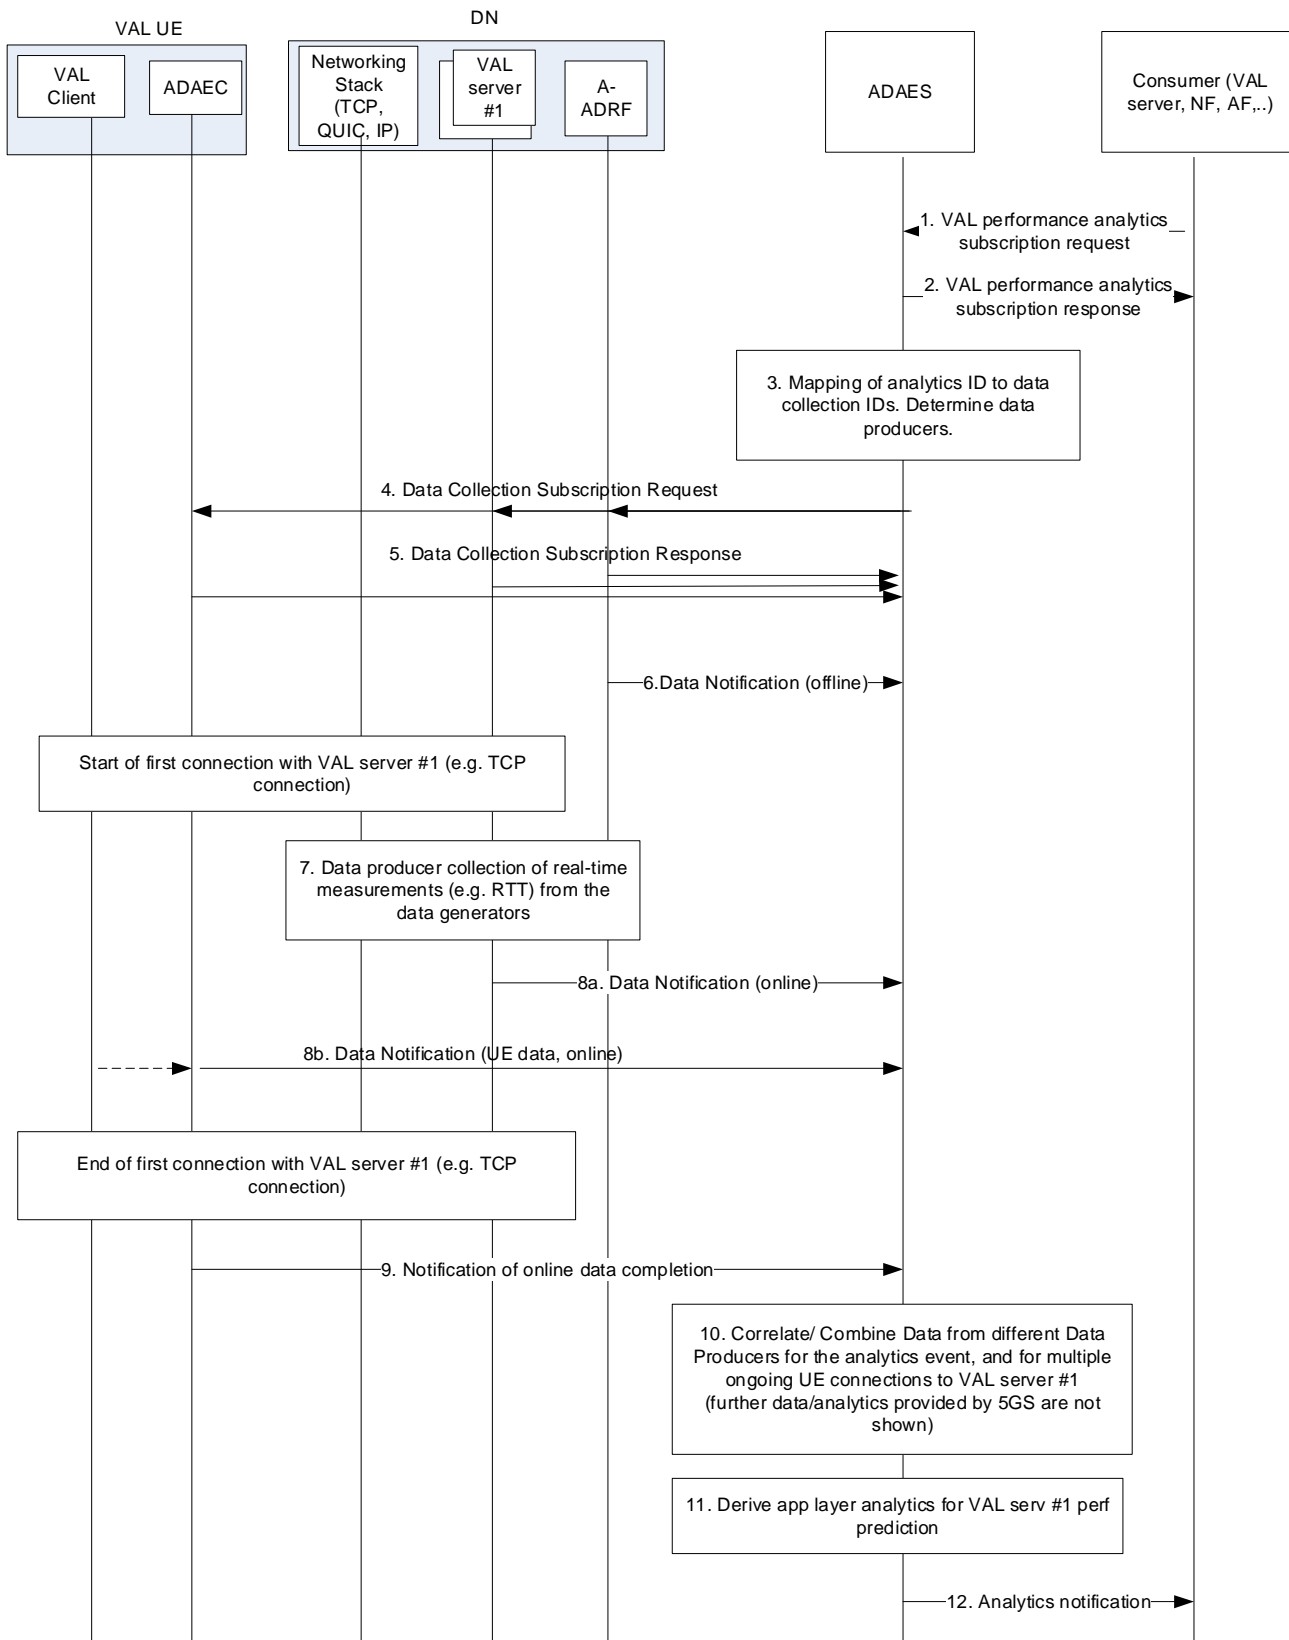 VAL UE
DN
VAL
Client
ADAEC
Networking
Stack
(TCP,
QUIC, IP)
VAL
server
#1
A-
ADRF
ADAES
Consumer (VAL
server, NF, AF,..)
1. VAL performance analytics
subscription request
2. VAL performance analytics
subscription response
3. Mapping of analytics ID to data
collection IDs. Determine data
producers.
4. Data Collection Subscription Request
5. Data Collection Subscription Response
6.Data Notification (offline)
Start of first connection with VAL server #1 (e.g. TCP
connection)
7. Data producer collection of real-time
measurements (e.g. RTT) from the
data generators
8a. Data Notification (online)
8b. Data Notification (UE data, online)
End of first connection with VAL server #1 (e.g. TCP
connection)
9. Notification of online data completion
10. Correlate/ Combine Data from different Data
Producers for the analytics event, and for multiple
ongoing UE connections to VAL server #1
(further data/analytics provided by 5GS are not
shown)
11. Derive app layer analytics for VAL serv #1 perf
prediction
12. Analytics notification